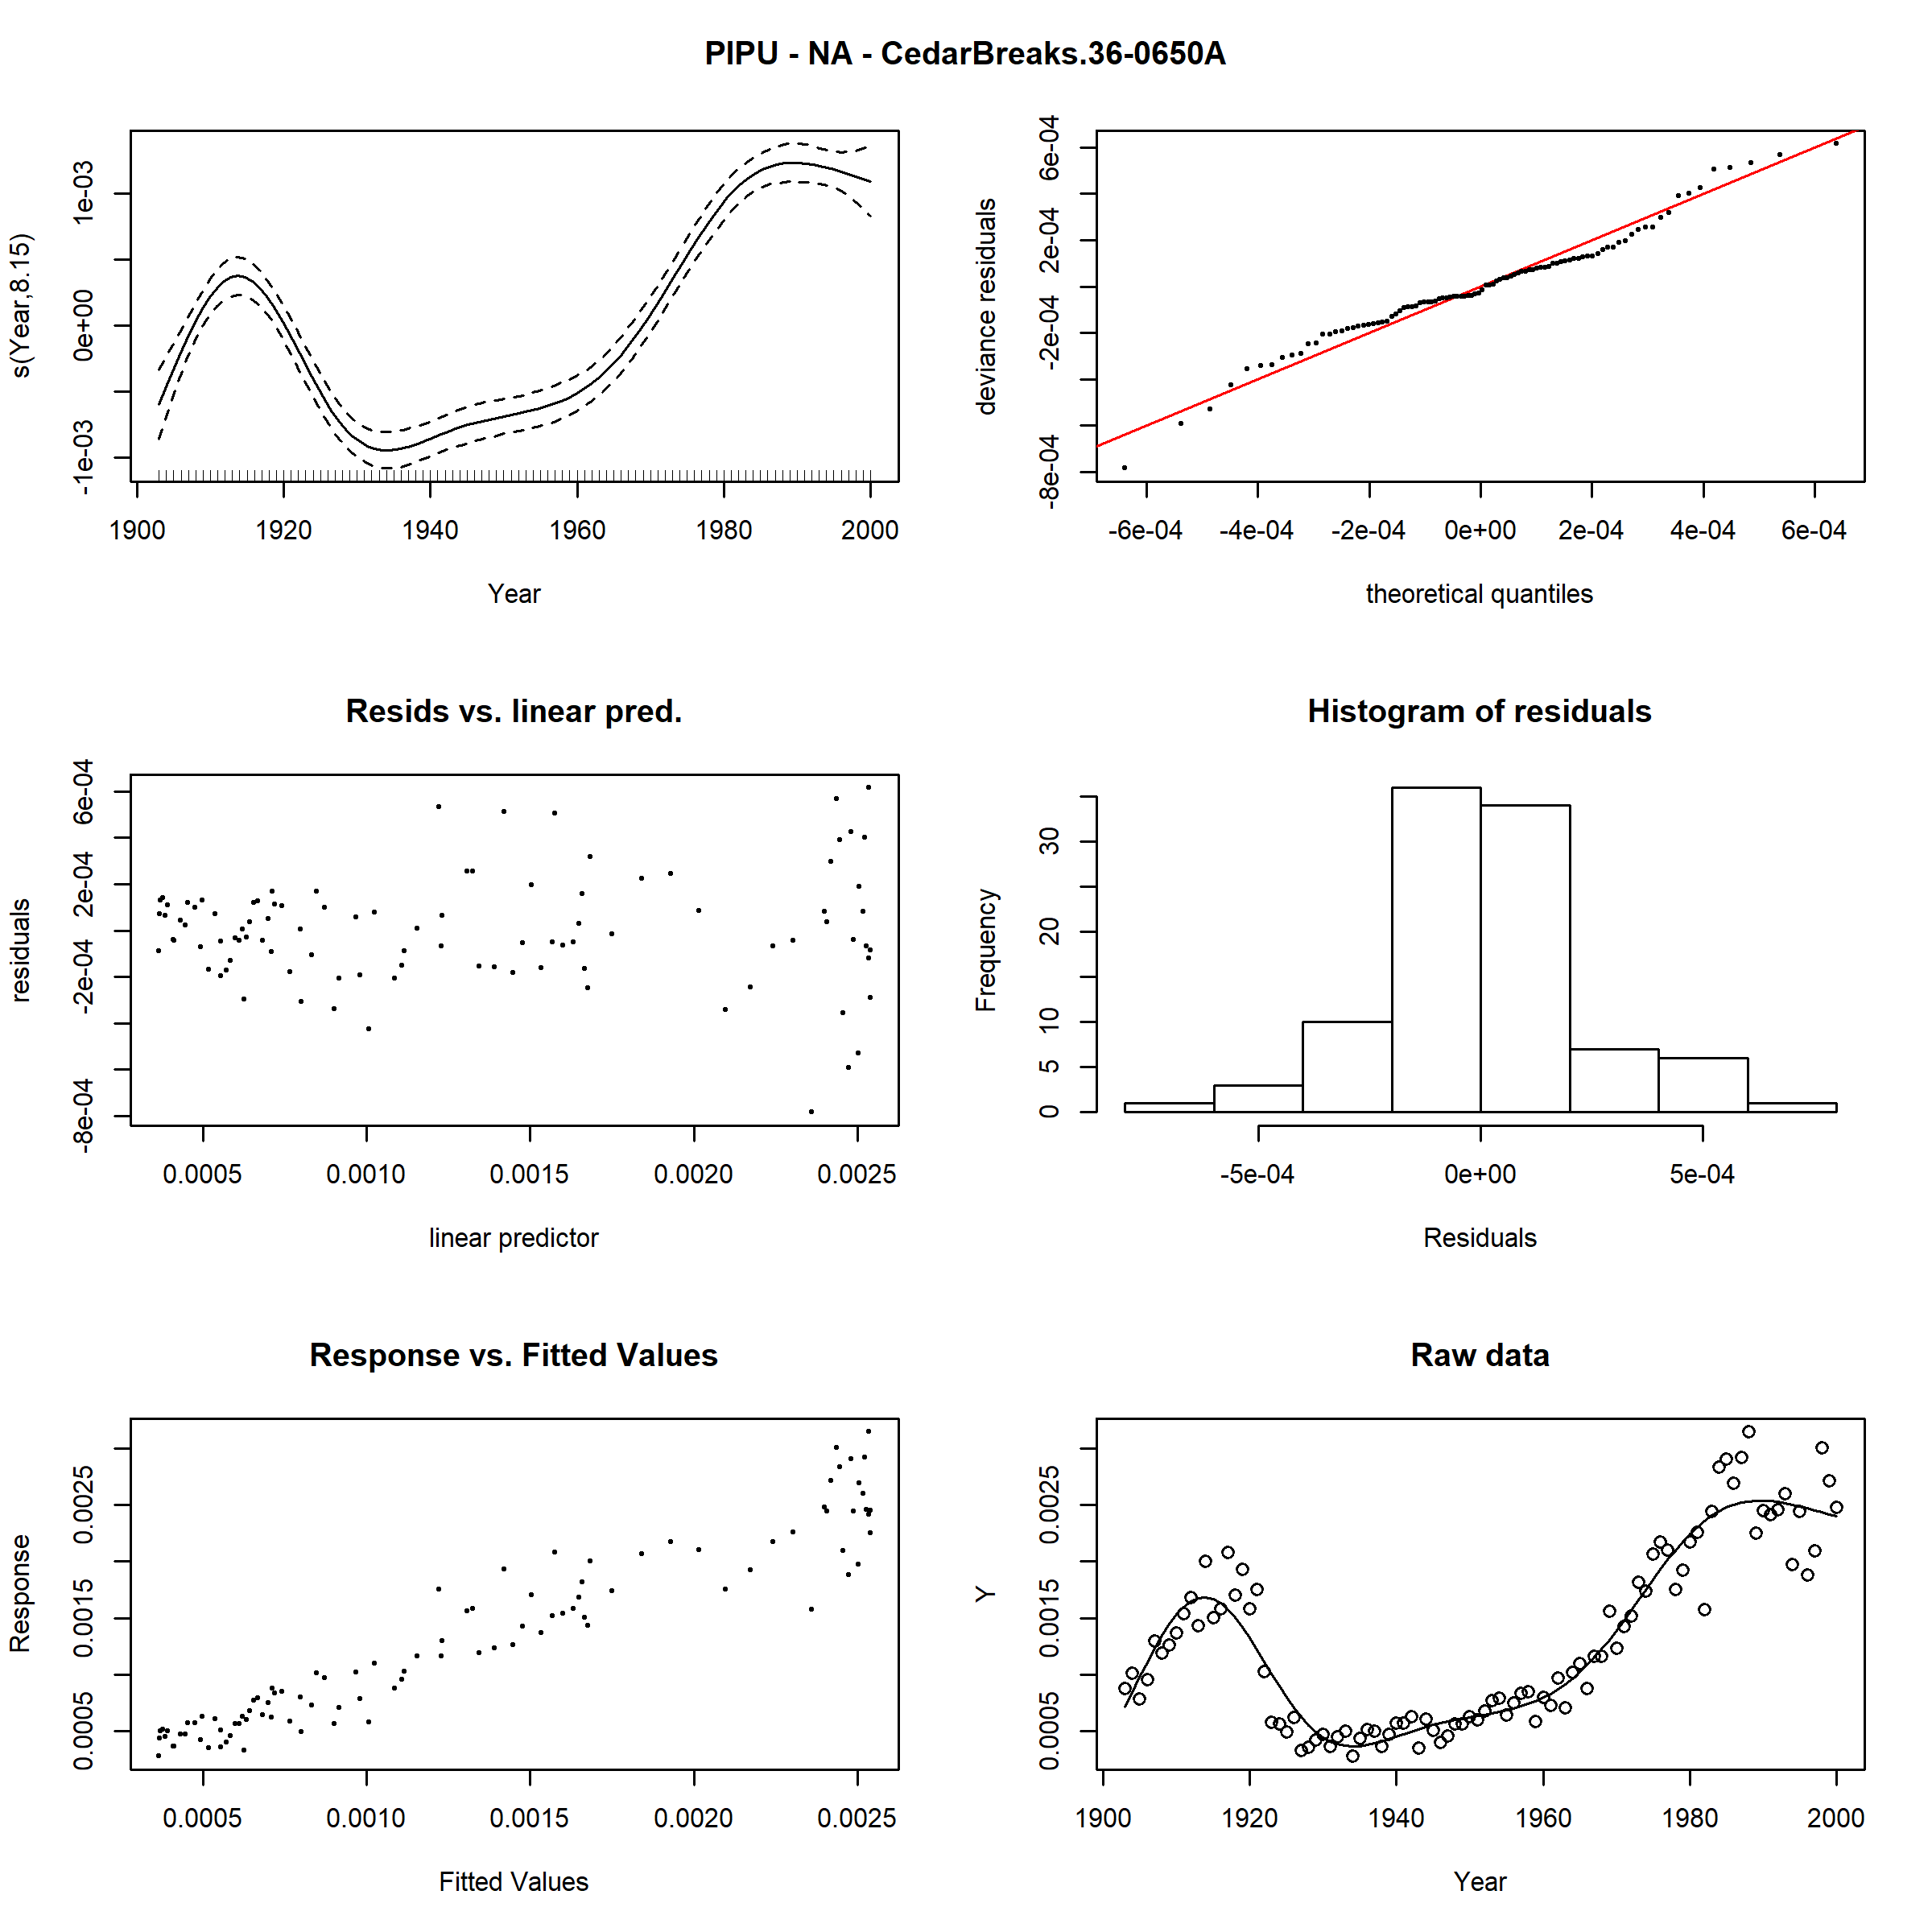 PIPU - NA - CedarBreaks.36-0650A
s(Year,8.15)
-1e-03 0e+00 1e-03
1900 1920 1940 1960 1980 2000
Year
deviance residuals
-8e-04 -2e-04 2e-04 6e-04
-6e-04 -4e-04 -2e-04 0e+00 2e-04 4e-04 6e-04
theoretical quantiles
Resids vs. linear pred.
residuals
-8e-04 -2e-04 2e-04 6e-04
0.0005 0.0010 0.0015 0.0020 0.0025
linear predictor
Histogram of residuals
Frequency
0 5 10 20 30
-5e-04 0e+00 5e-04
Residuals
Response vs. Fitted Values
Response
0.0005 0.0015 0.0025
0.0005 0.0010 0.0015 0.0020 0.0025
Fitted Values
Raw data
Y
0.0005 0.0015 0.0025
1900 1920 1940 1960 1980 2000
Year